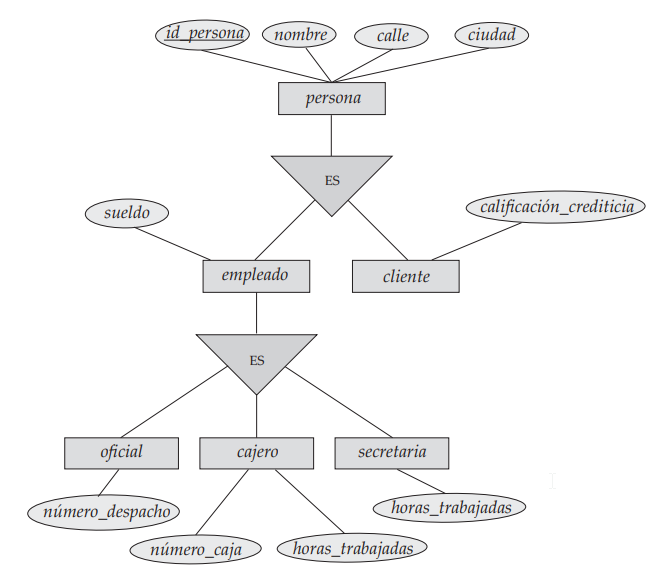 id_persona
nombre
calle
ciudad
persona
ES
sueldo
calificación_crediticia
empleado
cliente
ES
oficial
cajero
secretaria
número_despacho
horas_trabajadas
número_caja
horas_trabajadas